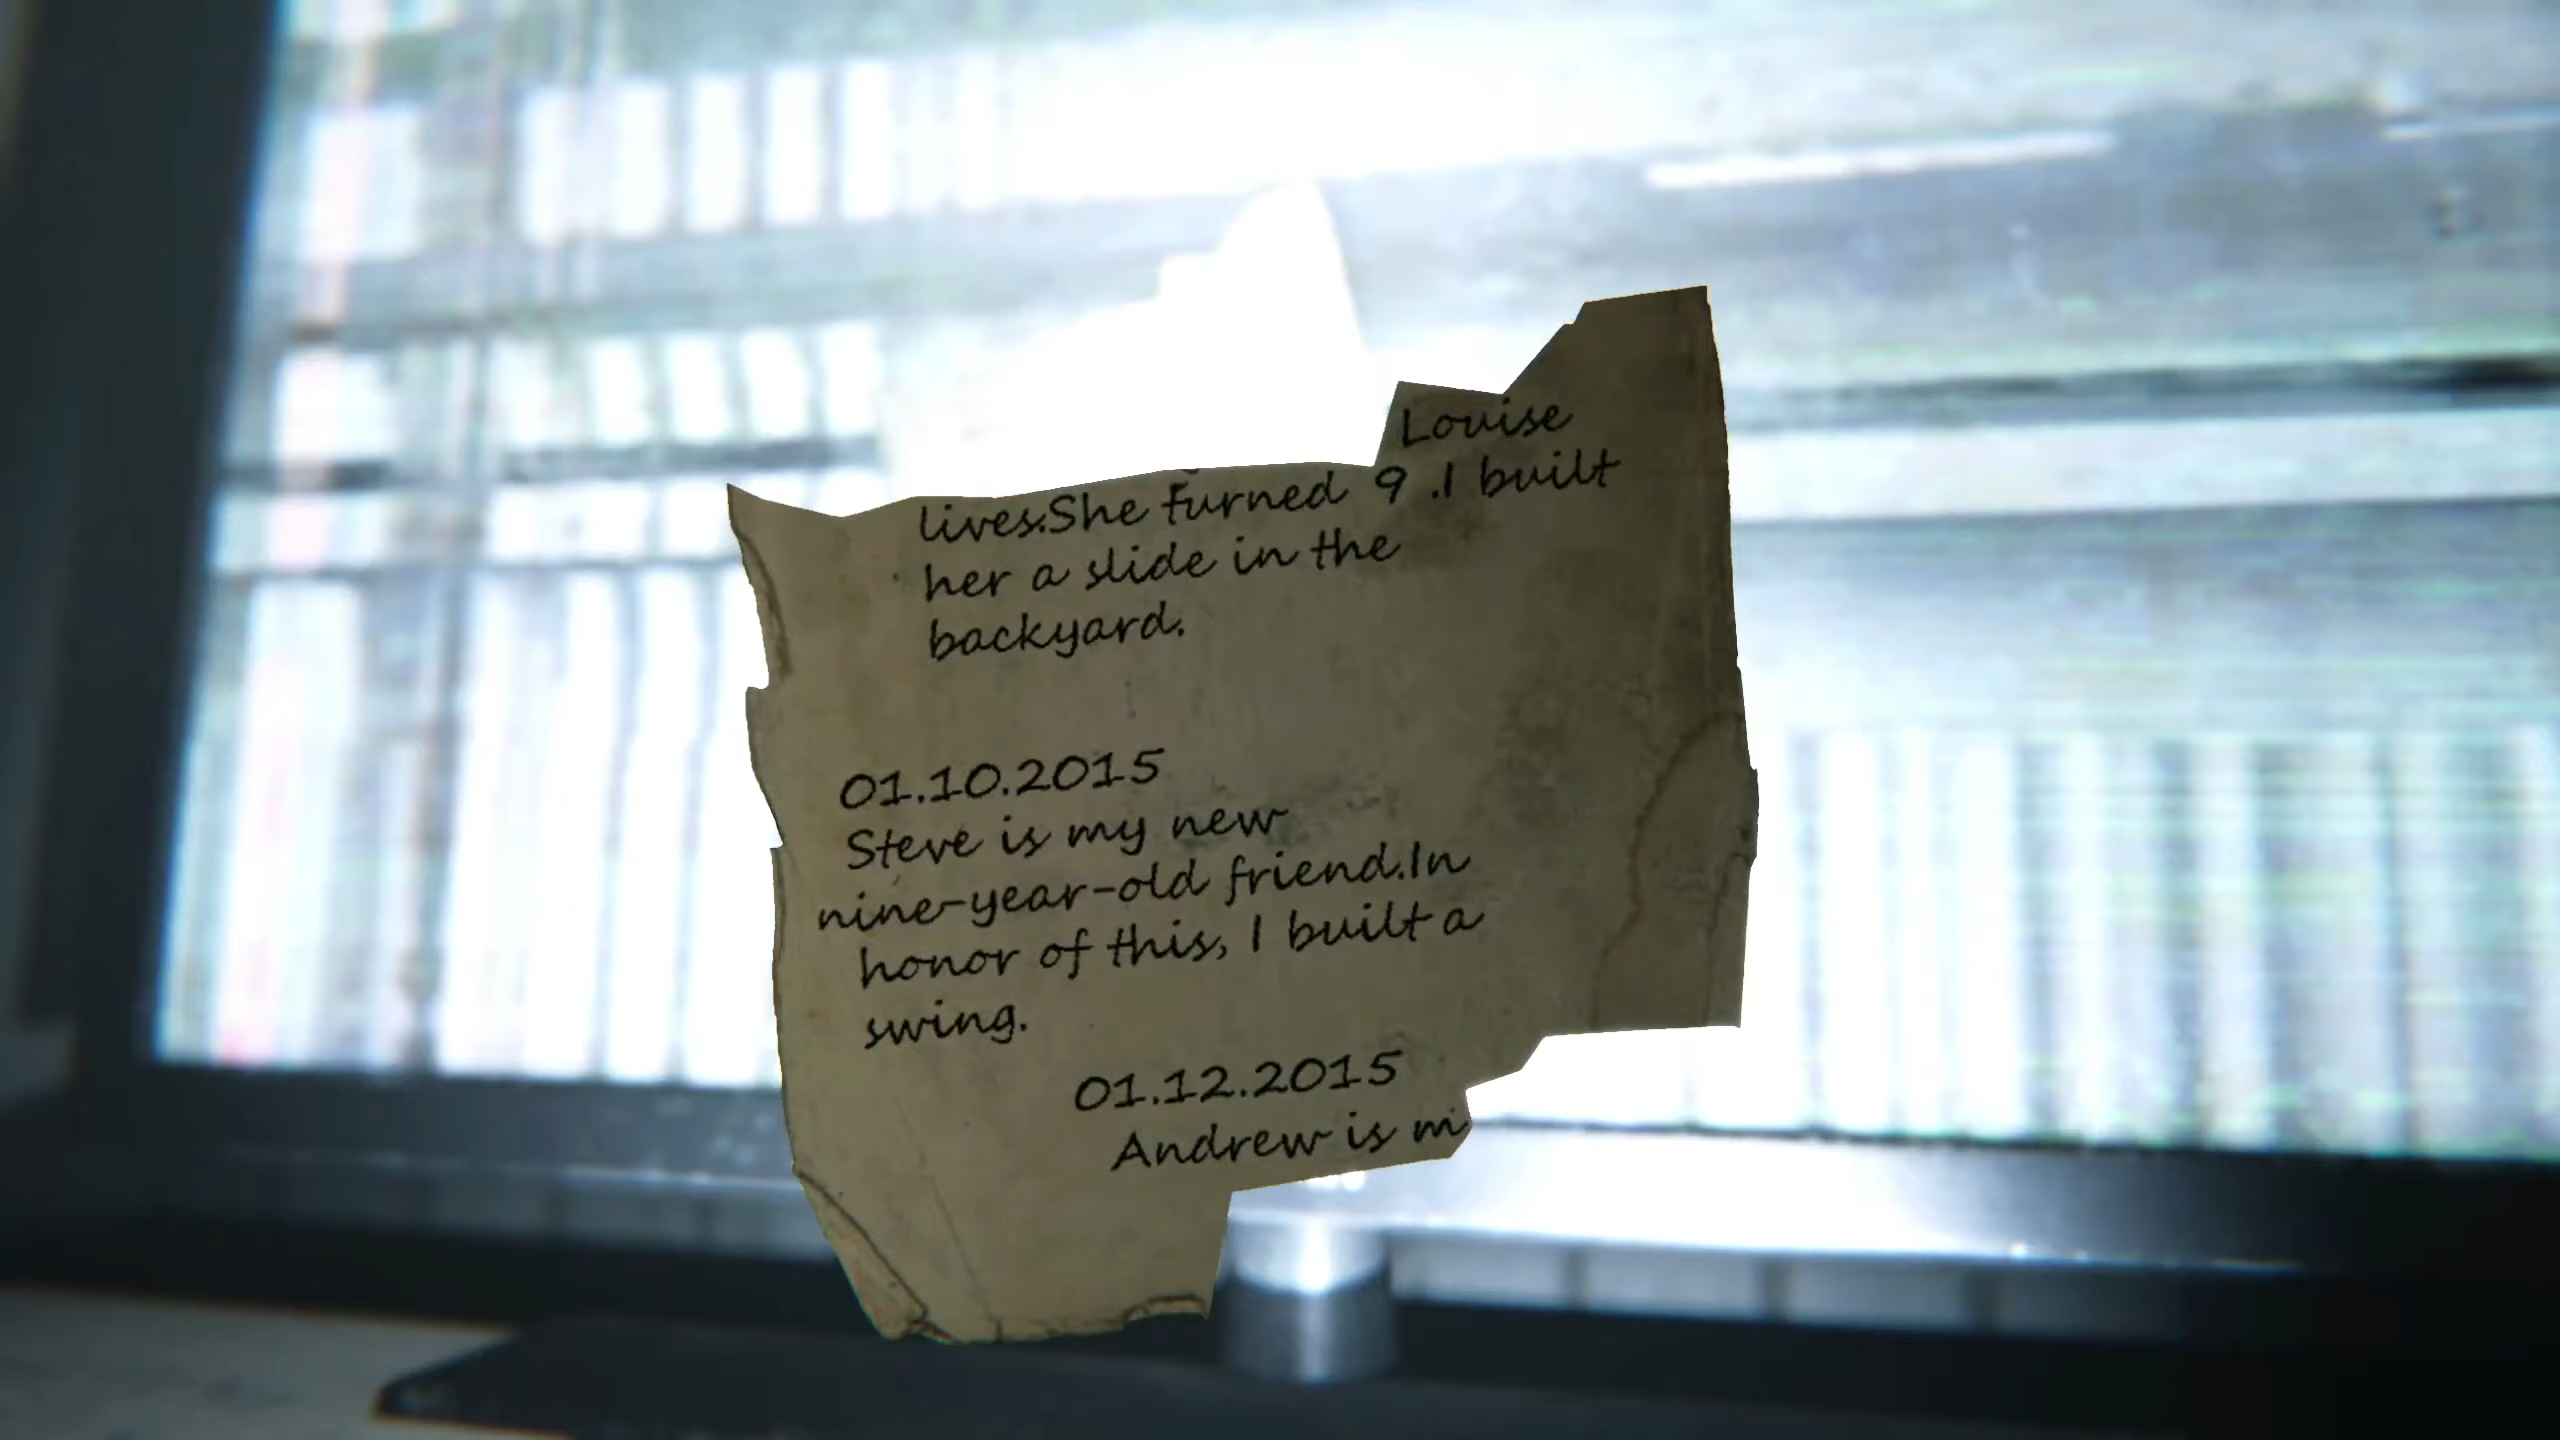 Louise
lives.She turned 9 .I built
her a slide in the
backyard.
01.10.2015
Steve is my new
nine-year-old friend.In
honor of this, I built a
swing.
01.12.2015
Andrew is m